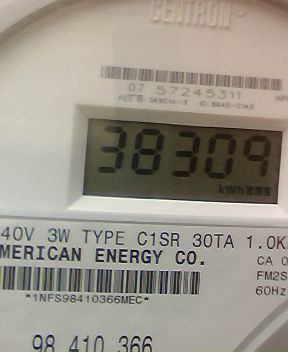 CENTRON®
07 57245311
38309
kWh
40V 3W TYPE C1SR 30TA 1.0K
MERICAN ENERGY CO.
CA 0
FM2S
*1NFS98410366MEC*
60Hz
98 410 366